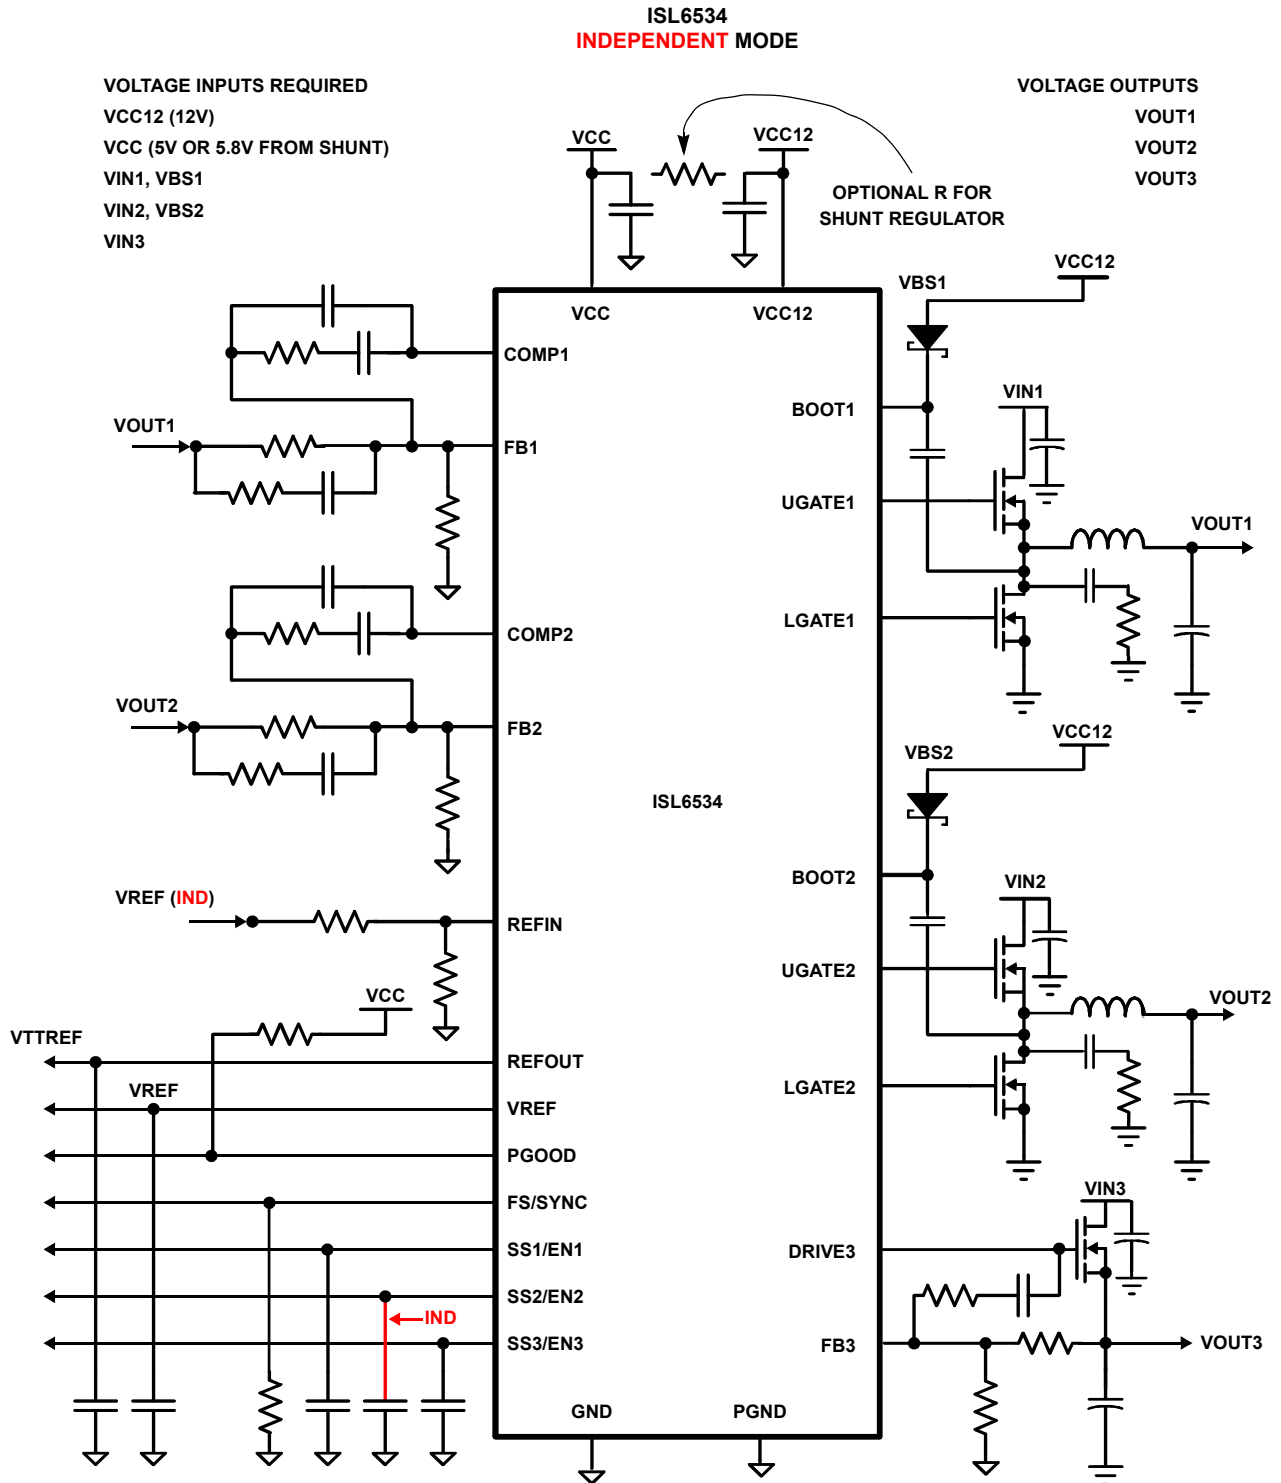 ISL6534
INDEPENDENT MODE
VOLTAGE INPUTS REQUIRED
VCC12 (12V)
VCC (5V OR 5.8V FROM SHUNT)
VIN1, VBS1
VIN2, VBS2
VIN3
VOLTAGE OUTPUTS
VOUT1
VOUT2
VOUT3
VCC
VCC12
OPTIONAL R FOR
SHUNT REGULATOR
VCC
VCC12
COMP1
VOUT1
FB1
COMP2
VOUT2
FB2
VREF (IND)
REFIN
VCC
VTTREF
REFOUT
VREF
VREF
PGOOD
FS/SYNC
SS1/EN1
SS2/EN2
IND
SS3/EN3
GND
PGND
ISL6534
VBS1
VCC12
BOOT1
VIN1
UGATE1
VOUT1
LGATE1
VBS2
VCC12
BOOT2
VIN2
UGATE2
VOUT2
LGATE2
VIN3
DRIVE3
FB3
VOUT3